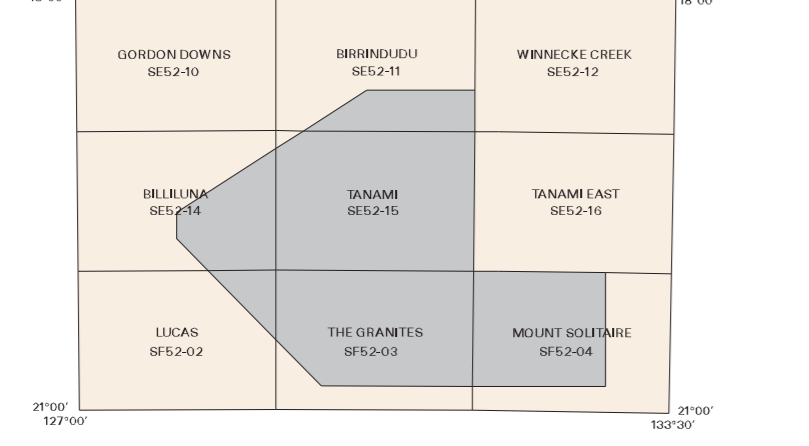 GORDON DOWNS
SE52-10
BIRRINDUDU
SE52-11
WINNECKE CREEK
SE52-12
BILLILUNA
SE52-14
TANAMI
SE52-15
TANAMI EAST
SE52-16
LUCAS
SF52-02
THE GRANITES
SF52-03
MOUNT SOLITAIRE
SF52-04
21°00′
127°00′
21°00′
133°30′